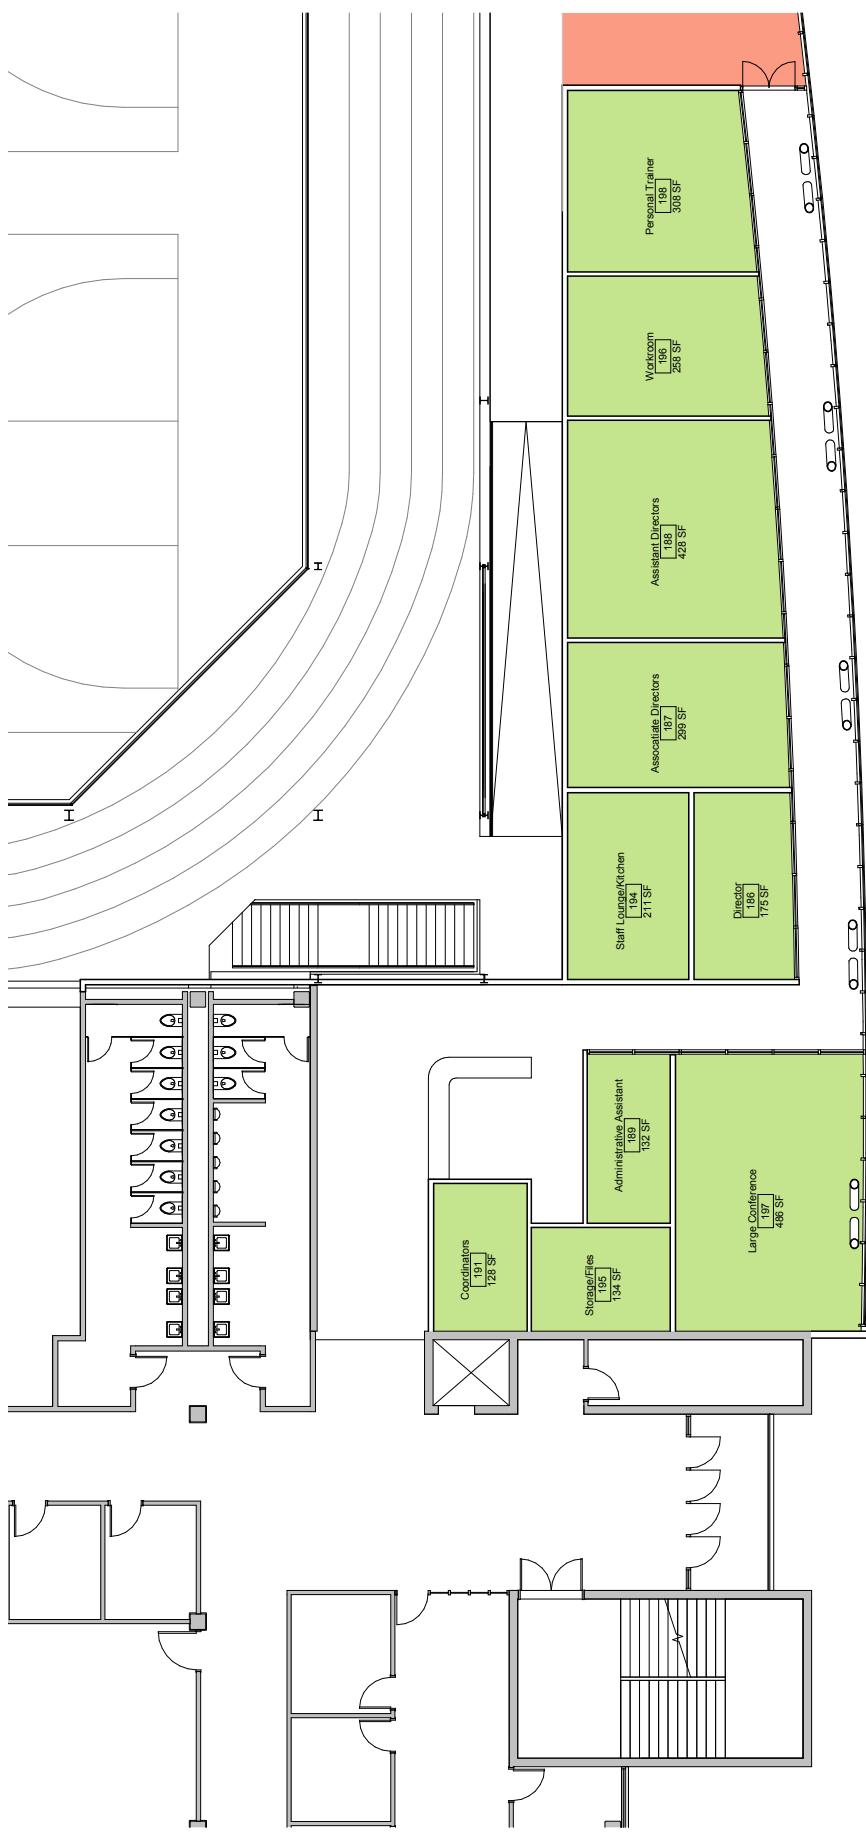 Personal Trainer
198
308 SF
Workroom
196
258 SF
Assistant Directors
188
428 SF
Assocatiate Directors
187
299 SF
Staff Lounge/Kitchen
194
211 SF
Director
186
175 SF
Administrative Assistant
189
132 SF
Large Conference
197
486 SF
Coordinators
191
128 SF
Storage/Files
195
134 SF